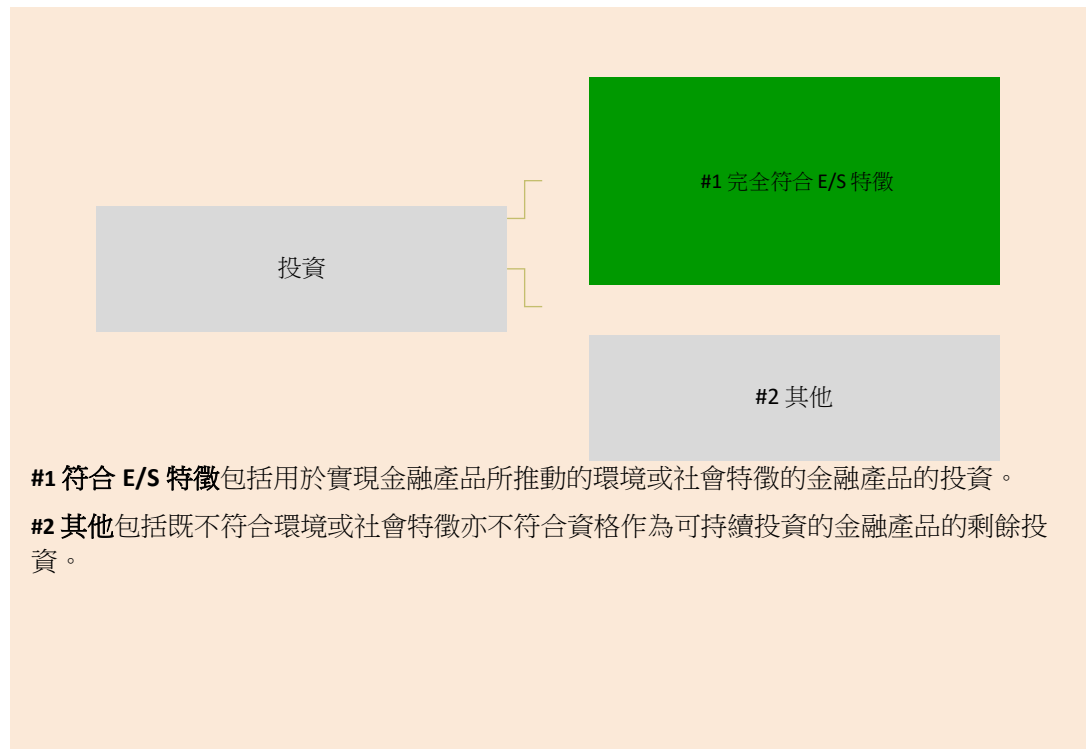 #1 完全符合 E/S 特徵
投資
#2 其他
#1 符合 E/S 特徵包括用於實現金融產品所推動的環境或社會特徵的金融產品的投資。
#2 其他包括既不符合環境或社會特徵亦不符合資格作為可持續投資的金融產品的剩餘投
資。